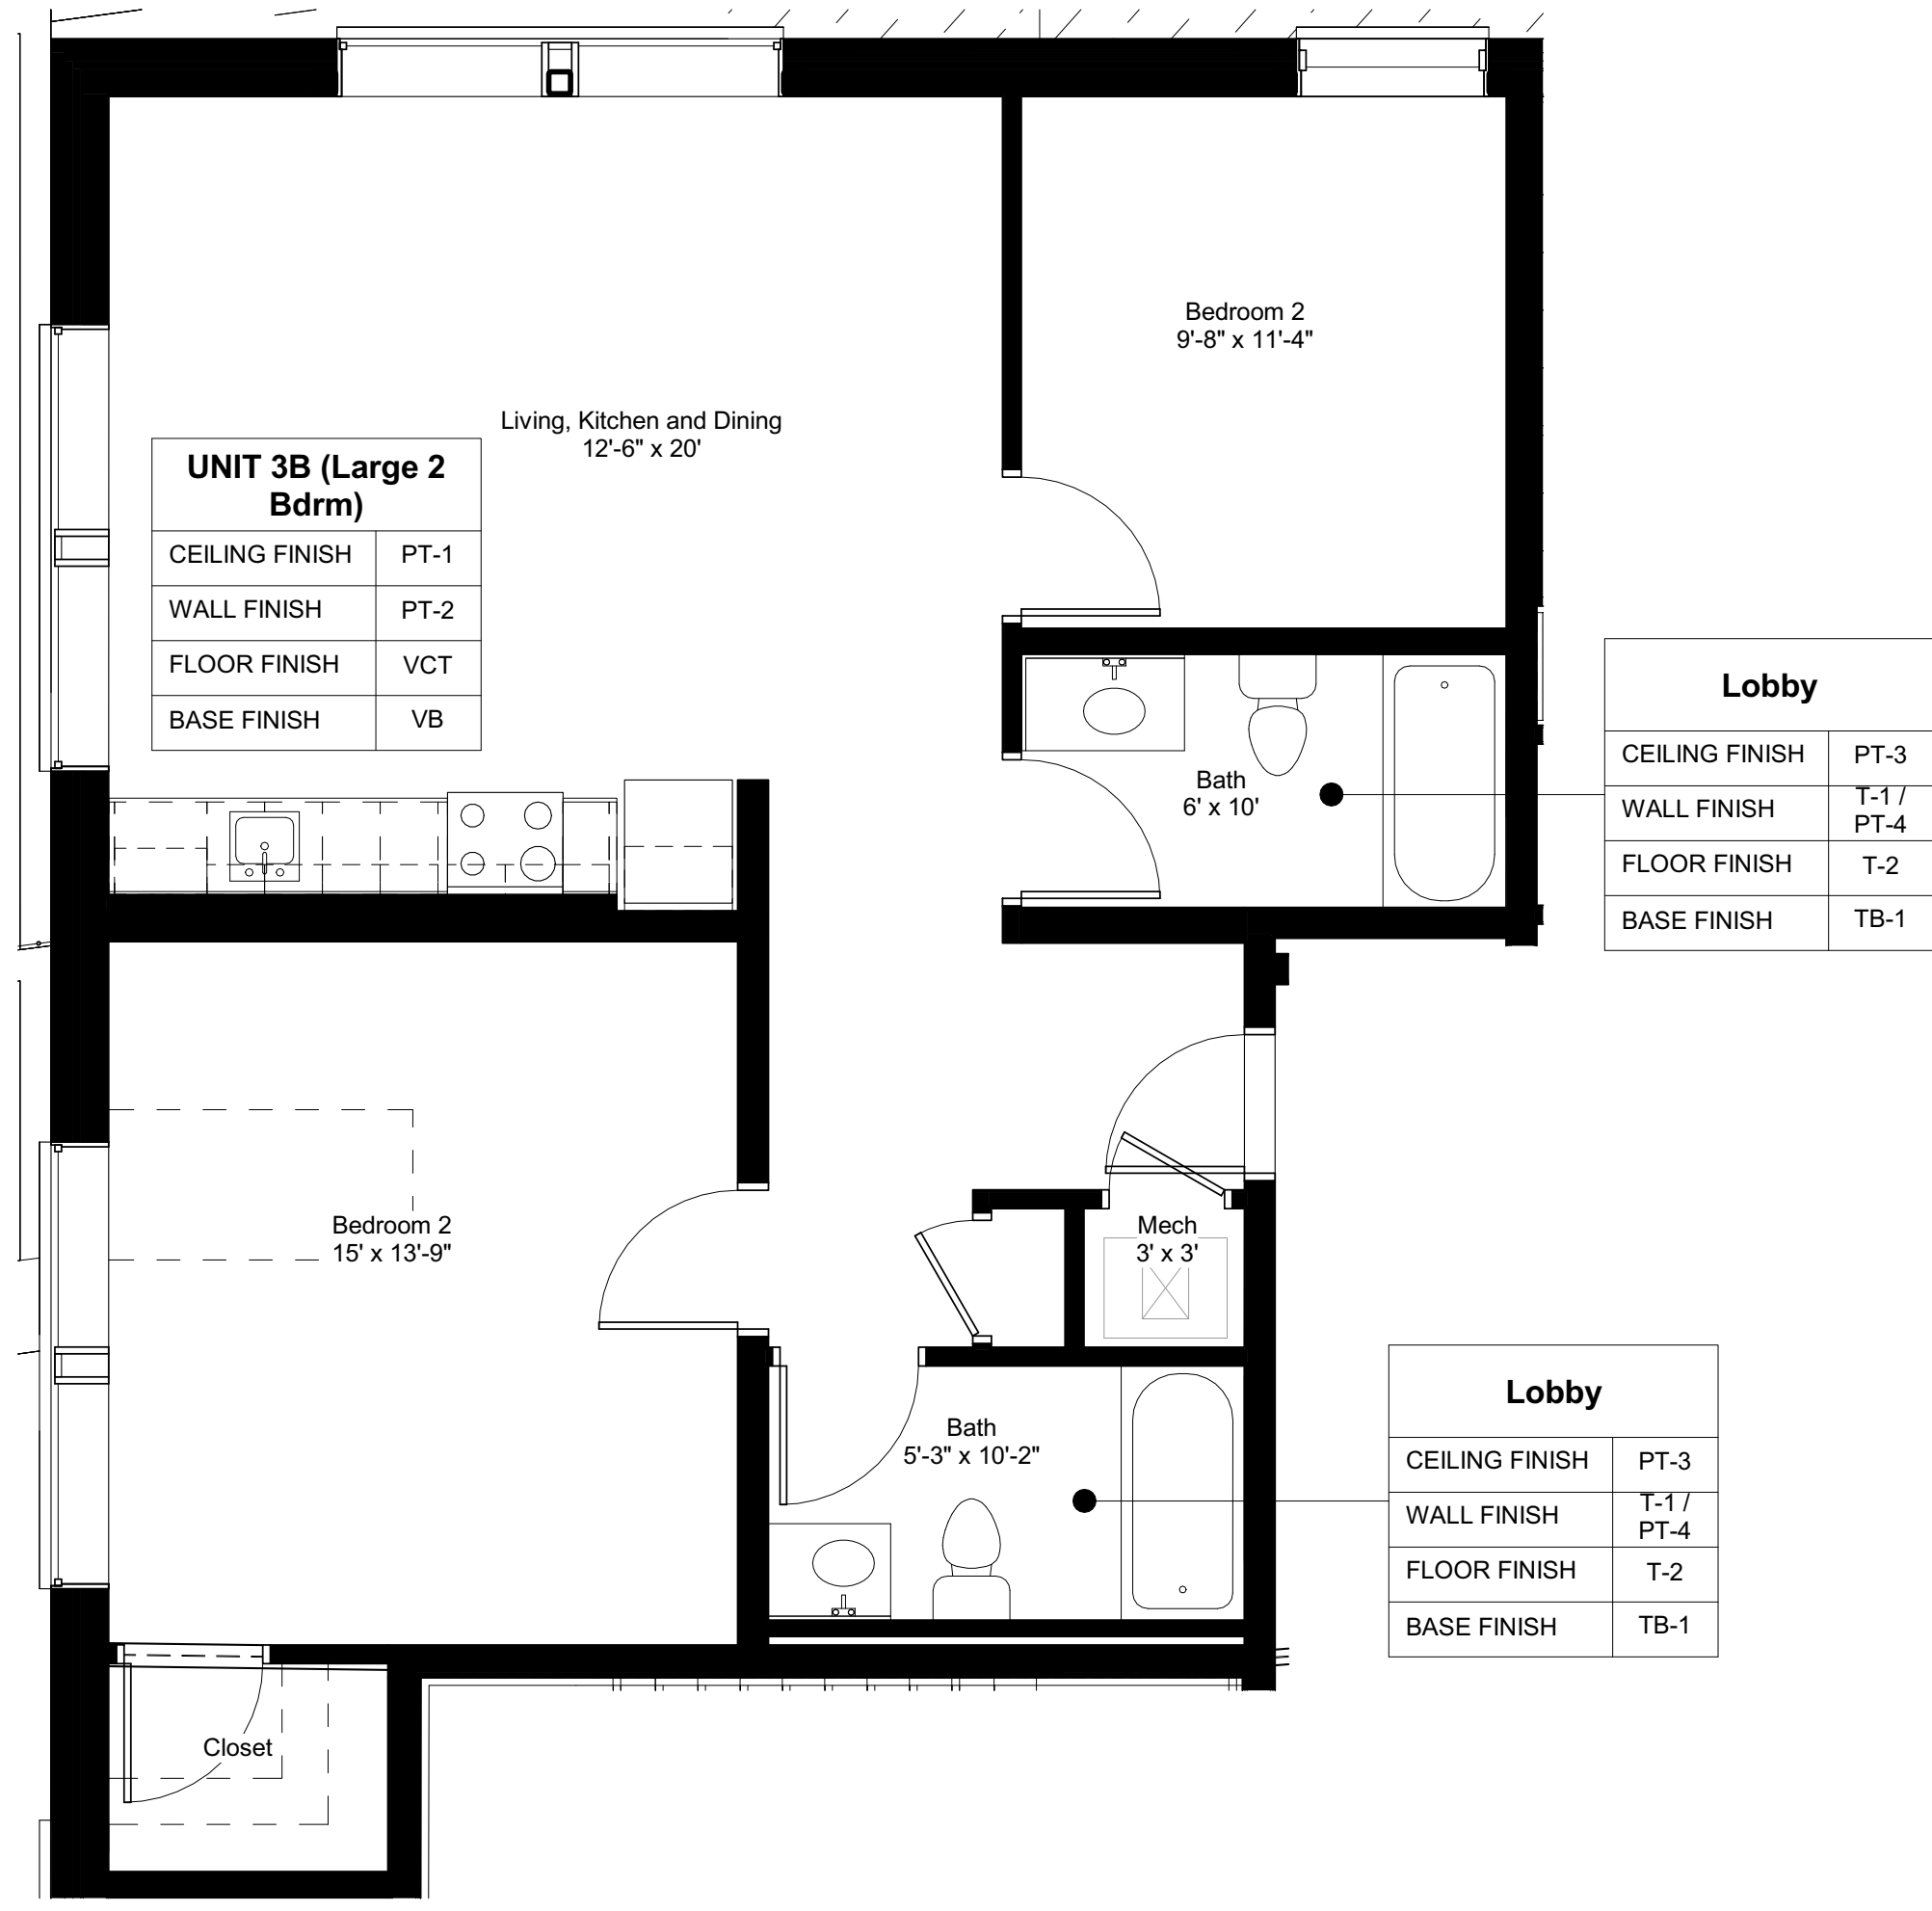 Bedroom 2
9'-8" x 11'-4"
Living, Kitchen and Dining
12'-6" x 20'
UNIT 3B (Large 2
Bdrm)
CEILING FINISH PT-1
WALL FINISH PT-2
FLOOR FINISH VCT
BASE FINISH VB
Bath
6' x 10'
Lobby
CEILING FINISH PT-3
WALL FINISH T-1 /
PT-4
FLOOR FINISH T-2
BASE FINISH TB-1
Bedroom 2
15' x 13'-9"
Mech
3' x 3'
Bath
5'-3" x 10'-2"
Lobby
CEILING FINISH PT-3
WALL FINISH T-1 /
PT-4
FLOOR FINISH T-2
BASE FINISH TB-1
Closet